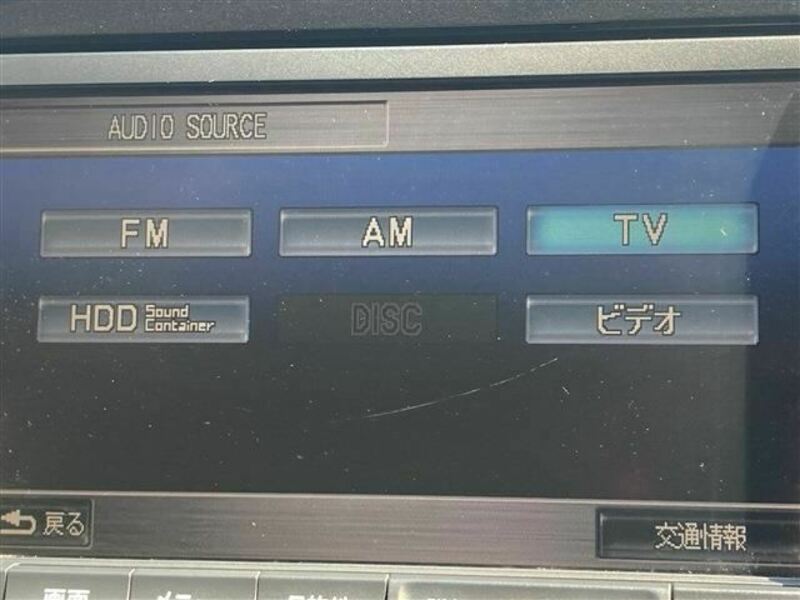 AUDIO SOURCE
FM AM TV
HDD Sound Container DISC ビデオ
戻る 交通情報